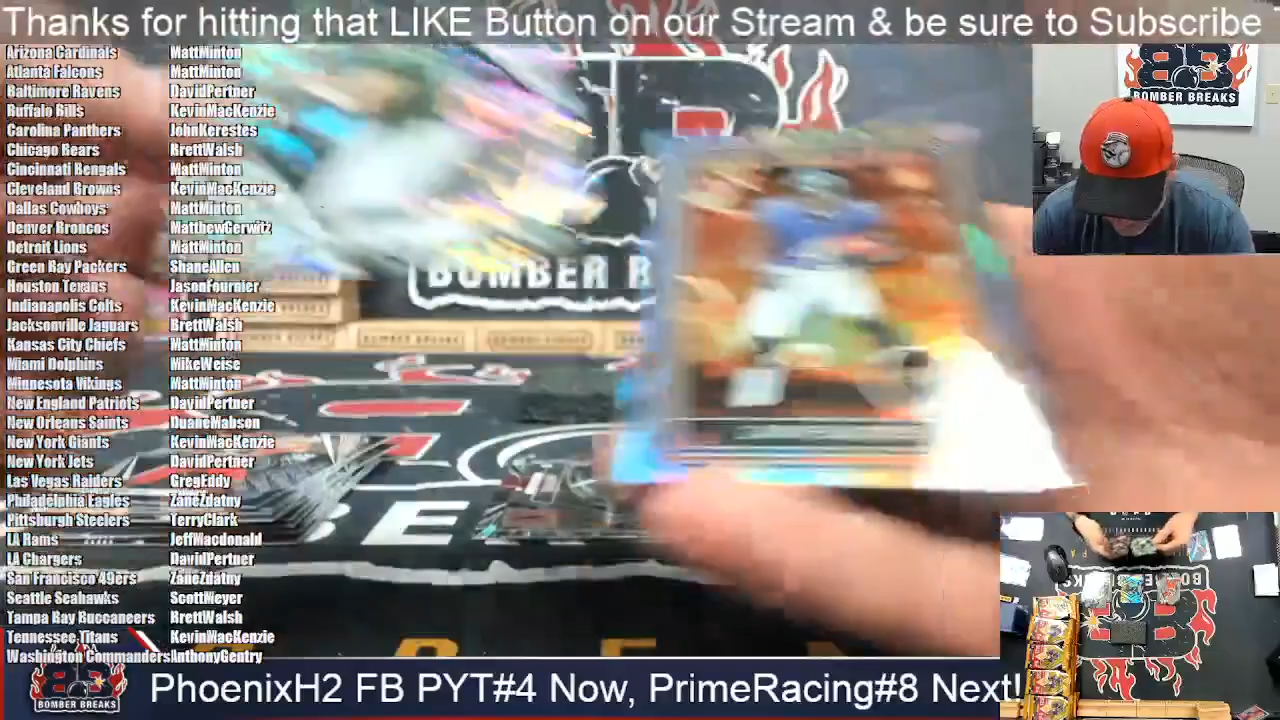 Thanks for hitting that LIKE Button on our Stream & be sure to Subscribe
Arizona Cardinals MattMinton
Atlanta Falcons MattMinton
Baltimore Ravens DavidPertner
Buffalo Bills KevinMacKenzie
Carolina Panthers JohnKerestes
Chicago Bears BrettWalsh
Cincinnati Bengals MattMinton
Cleveland Browns KevinMacKenzie
Dallas Cowboys MattMinton
Denver Broncos MatthewGerwitz
Detroit Lions MattMinton
Green Bay Packers ShaneAllen
Houston Texans JasonFournier
Indianapolis Colts KevinMacKenzie
Jacksonville Jaguars BrettWalsh
Kansas City Chiefs MattMinton
Miami Dolphins MikeWeise
Minnesota Vikings MattMinton
New England Patriots DavidPertner
New Orleans Saints DuaneMabson
New York Giants KevinMacKenzie
New York Jets DavidPertner
Las Vegas Raiders GregEddy
Philadelphia Eagles ZaneZdatny
Pittsburgh Steelers TerryClark
LA Rams JeffMacdonald
LA Chargers DavidPertner
San Francisco 49ers ZaneZdatny
Seattle Seahawks ScottMeyer
Tampa Bay Buccaneers BrettWalsh
Tennessee Titans KevinMacKenzie
Washington Commanders AnthonyGentry
BOMBER B
BOMBER BREAKS
BOMBER BREAKS
PhoenixH2 FB PYT#4 Now, PrimeRacing#8 Next!